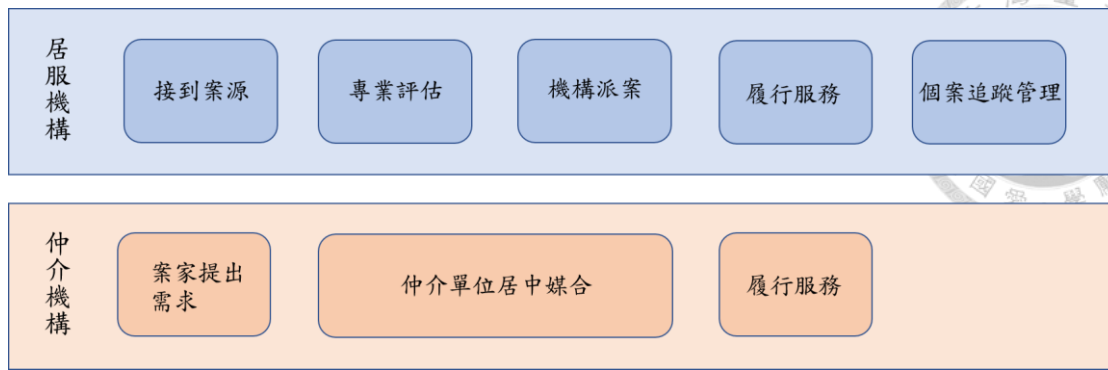 居服機構
接到案源
專業評估
機構派案
履行服務
個案追蹤管理
仲介機構
案家提出
需求
仲介單位居中媒合
履行服務